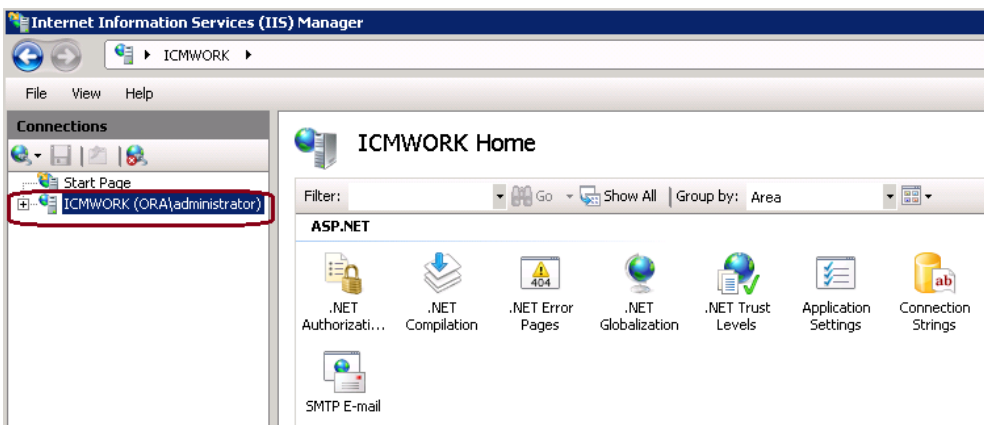 Internet Information Services (IIS) Manager
ICMWORK
File View Help
Connections
Start Page
ICMWORK (ORA\administrator)
ICMWORK Home
Filter: Go Show All Group by: Area
ASP.NET
.NET Authorizati...
.NET Compilation
404
.NET Error Pages
.NET Globalization
.NET Trust Levels
Application Settings
ab
Connection Strings
SMTP E-mail